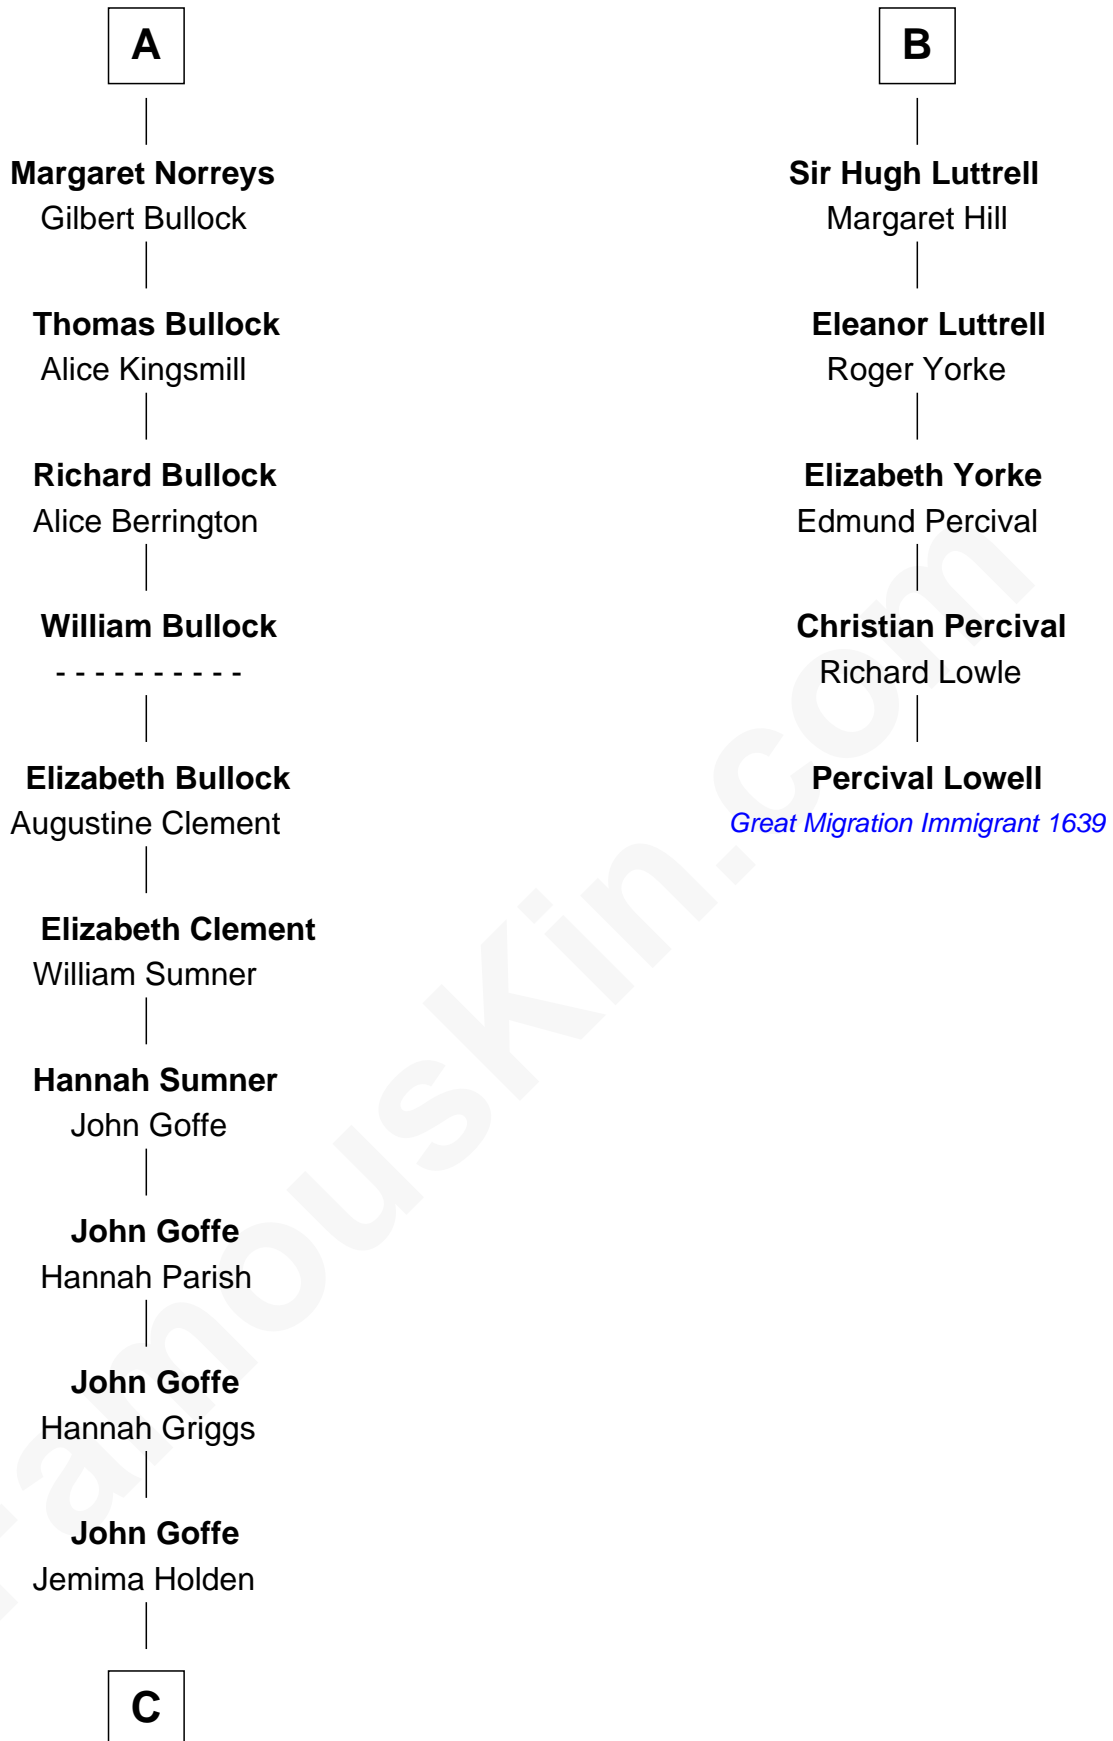 A
Margaret Norreys
Gilbert Bullock
Thomas Bullock
Alice Kingsmill
Richard Bullock
Alice Berrington
William Bullock
- - - - - - - - - -
Elizabeth Bullock
Augustine Clement
Elizabeth Clement
William Sumner
Hannah Sumner
John Goffe
John Goffe
Hannah Parish
John Goffe
Hannah Griggs
John Goffe
Jemima Holden
C
B
Sir Hugh Luttrell
Margaret Hill
Eleanor Luttrell
Roger Yorke
Elizabeth Yorke
Edmund Percival
Christian Percival
Richard Lowle
Percival Lowell
Great Migration Immigrant 1639
FamousKin.com